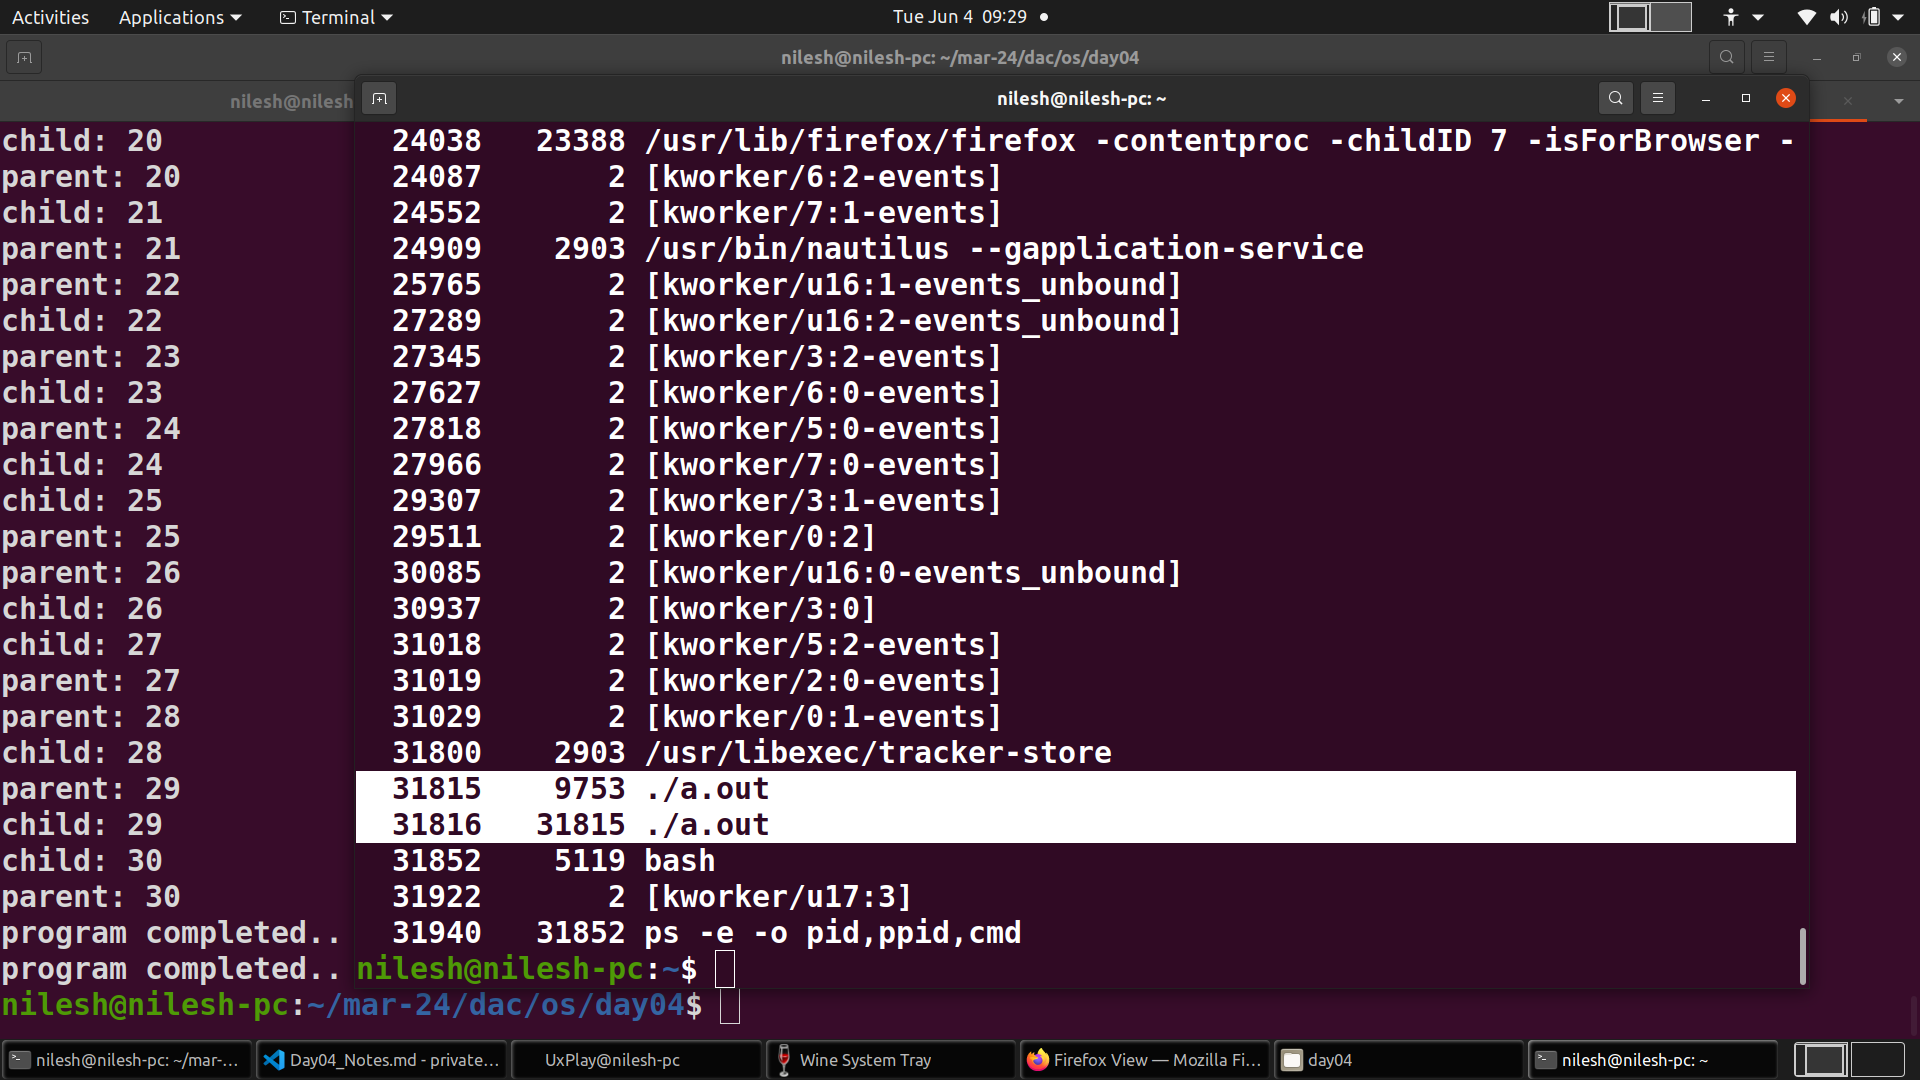 Activities Applications Terminal Tue Jun 4 09:29
nilesh@nilesh-pc: ~/mar-24/dac/os/day04
nilesh@nilesh
nilesh@nilesh-pc: ~
child: 20
parent: 20
child: 21
parent: 21
parent: 22
child: 22
parent: 23
child: 23
parent: 24
child: 24
child: 25
parent: 25
parent: 26
child: 26
child: 27
parent: 27
parent: 28
child: 28
parent: 29
child: 29
child: 30
parent: 30
program completed..
program completed..
nilesh@nilesh-pc:~/mar-24/dac/os/day04$
24038 23388 /usr/lib/firefox/firefox -contentproc -childID 7 -isForBrowser -
24087 2 [kworker/6:2-events]
24552 2 [kworker/7:1-events]
24909 2903 /usr/bin/nautilus --gapplication-service
25765 2 [kworker/u16:1-events_unbound]
27289 2 [kworker/u16:2-events_unbound]
27345 2 [kworker/3:2-events]
27627 2 [kworker/6:0-events]
27818 2 [kworker/5:0-events]
27966 2 [kworker/7:0-events]
29307 2 [kworker/3:1-events]
29511 2 [kworker/0:2]
30085 2 [kworker/u16:0-events_unbound]
30937 2 [kworker/3:0]
31018 2 [kworker/5:2-events]
31019 2 [kworker/2:0-events]
31029 2 [kworker/0:1-events]
31800 2903 /usr/libexec/tracker-store
31815 9753 ./a.out
31816 31815 ./a.out
31852 5119 bash
31922 2 [kworker/u17:3]
31940 31852 ps -e -o pid,ppid,cmd
nilesh@nilesh-pc:~$
nilesh@nilesh-pc: ~/mar-... Day04_Notes.md - private... UxPlay@nilesh-pc Wine System Tray Firefox View — Mozilla Fi... day04 nilesh@nilesh-pc: ~